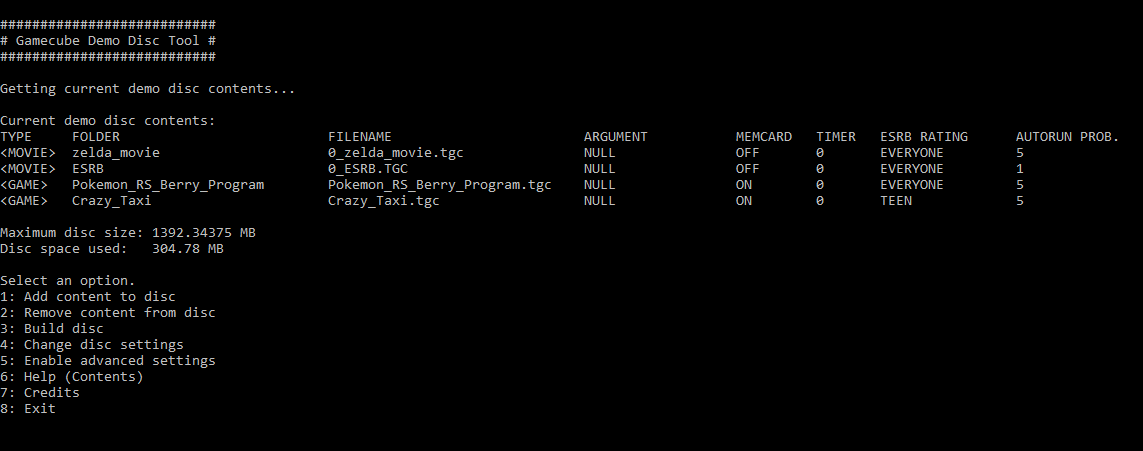 ###########################
# Gamecube Demo Disc Tool #
###########################
Getting current demo disc contents...
Current demo disc contents:
TYPE FOLDER FILENAME ARGUMENT MEMCARD TIMER ESRB RATING AUTORUN PROB.
<MOVIE> zelda_movie 0_zelda_movie.tgc NULL OFF 0 EVERYONE 5
<MOVIE> ESRB 0_ESRB.TGC NULL OFF 0 EVERYONE 1
<GAME> Pokemon_RS_Berry_Program Pokemon_RS_Berry_Program.tgc NULL ON 0 EVERYONE 5
<GAME> Crazy_Taxi Crazy_Taxi.tgc NULL ON 0 TEEN 5
Maximum disc size: 1392.34375 MB
Disc space used: 304.78 MB
Select an option.
1: Add content to disc
2: Remove content from disc
3: Build disc
4: Change disc settings
5: Enable advanced settings
6: Help (Contents)
7: Credits
8: Exit